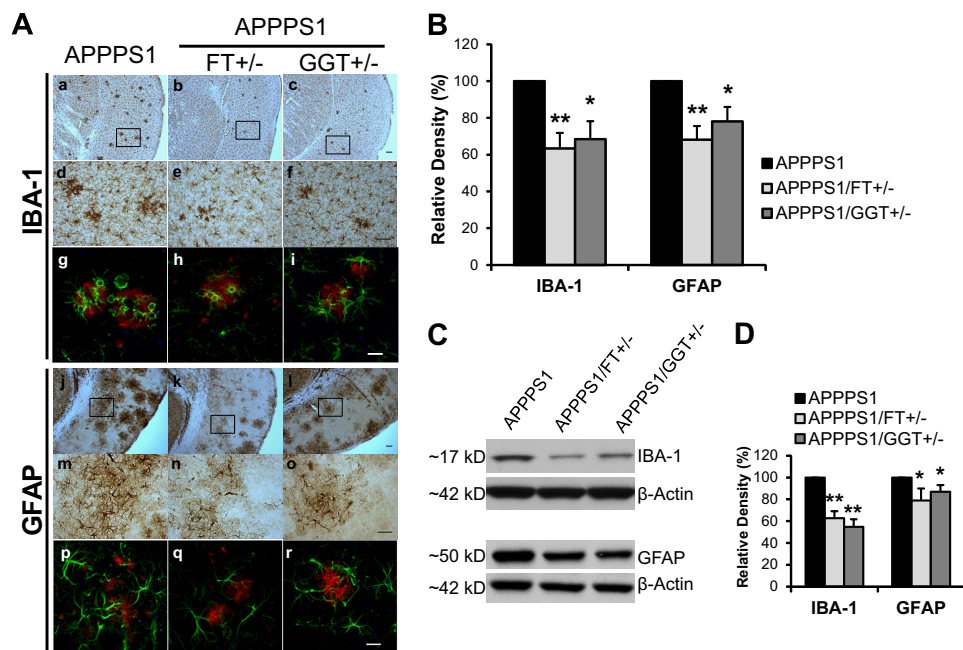 A
APPPS1
APPPS1
FT+/-
GGT+/-
IBA-1
a
b
c
d
e
f
g
h
i
GFAP
j
k
l
m
n
o
p
q
r
B
Relative Density (%)
120
100
80
60
40
20
0
**
*
**
*
IBA-1
GFAP
APPPS1
APPPS1/FT+/-
APPPS1/GGT+/-
C
APPPS1
APPPS1/FT+/-
APPPS1/GGT+/-
~17 kD
IBA-1
~42 kD
β-Actin
~50 kD
GFAP
~42 kD
β-Actin
D
APPPS1
APPPS1/FT+/-
APPPS1/GGT+/-
Relative Density (%)
120
100
80
60
40
20
0
**
**
*
*
IBA-1
GFAP